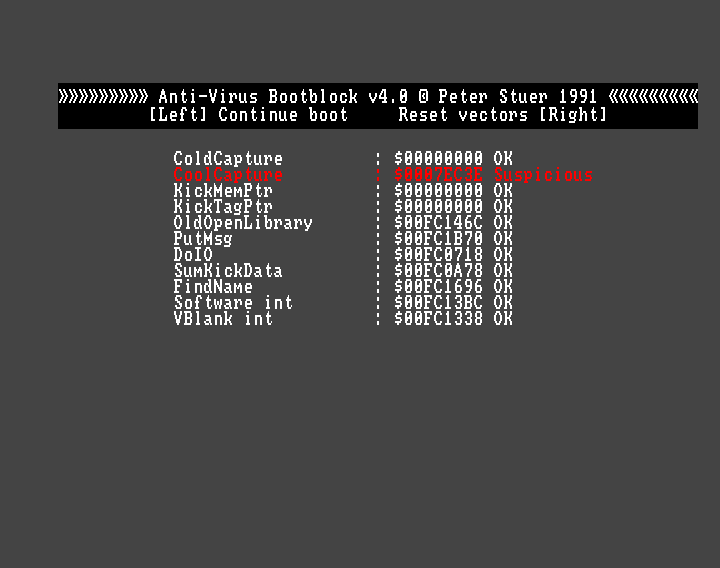 »»»»»»»»» Anti-Virus Bootblock v4.0 © Peter Stuer 1991 «««««««««
[Left] Continue boot     Reset vectors [Right]
ColdCapture : $00000000 OK
CoolCapture : $0007EC3E Suspicious
KickMemPtr : $00000000 OK
KickTagPtr : $00000000 OK
OldOpenLibrary : $00FC146C OK
PutMsg : $00FC1B70 OK
DoIO : $00FC0718 OK
SumKickData : $00FC0A78 OK
FindName : $00FC1696 OK
Software int : $00FC13BC OK
VBlank int : $00FC1338 OK